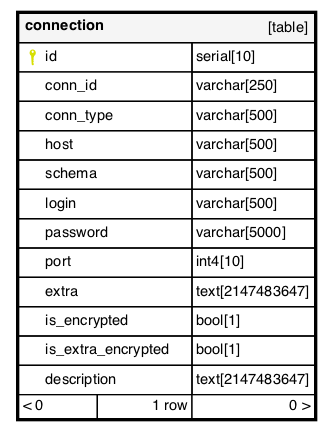 connection [table]
id serial[10]
conn_id varchar[250]
conn_type varchar[500]
host varchar[500]
schema varchar[500]
login varchar[500]
password varchar[5000]
port int4[10]
extra text[2147483647]
is_encrypted bool[1]
is_extra_encrypted bool[1]
description text[2147483647]
< 0 1 row 0 >